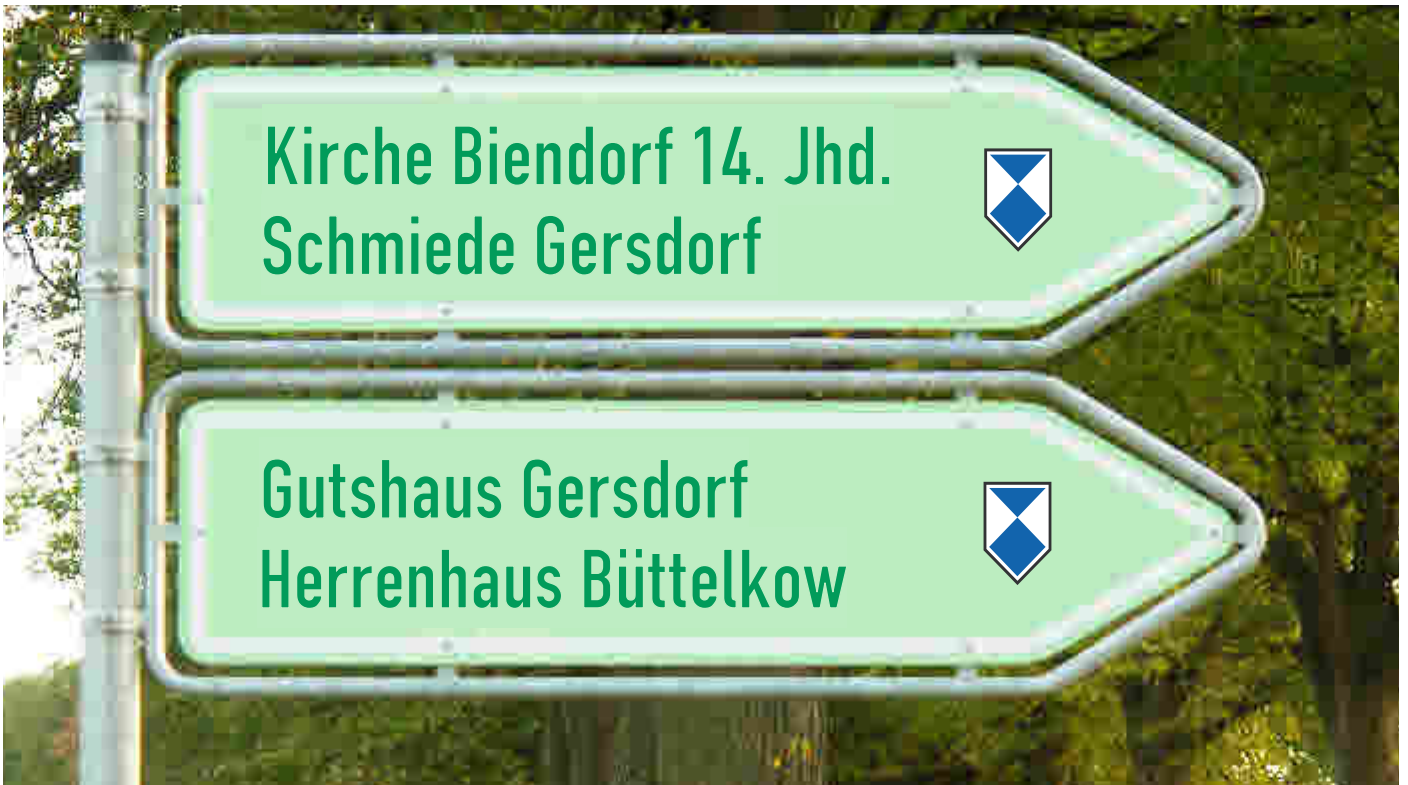 Kirche Biendorf 14. Jhd.
Schmiede Gersdorf
Gutshaus Gersdorf
Herrenhaus Büttelkow